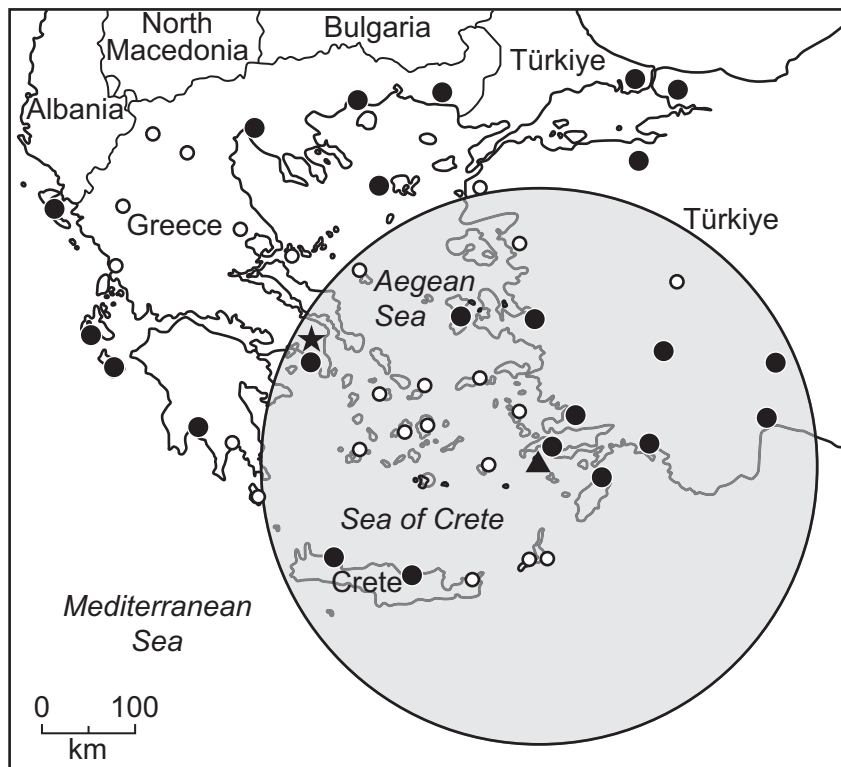 North
Macedonia
Bulgaria
Türkiye
Albania
Greece
Türkiye
Aegean
Sea
Sea of Crete
Crete
Mediterranean
Sea
0 100
km